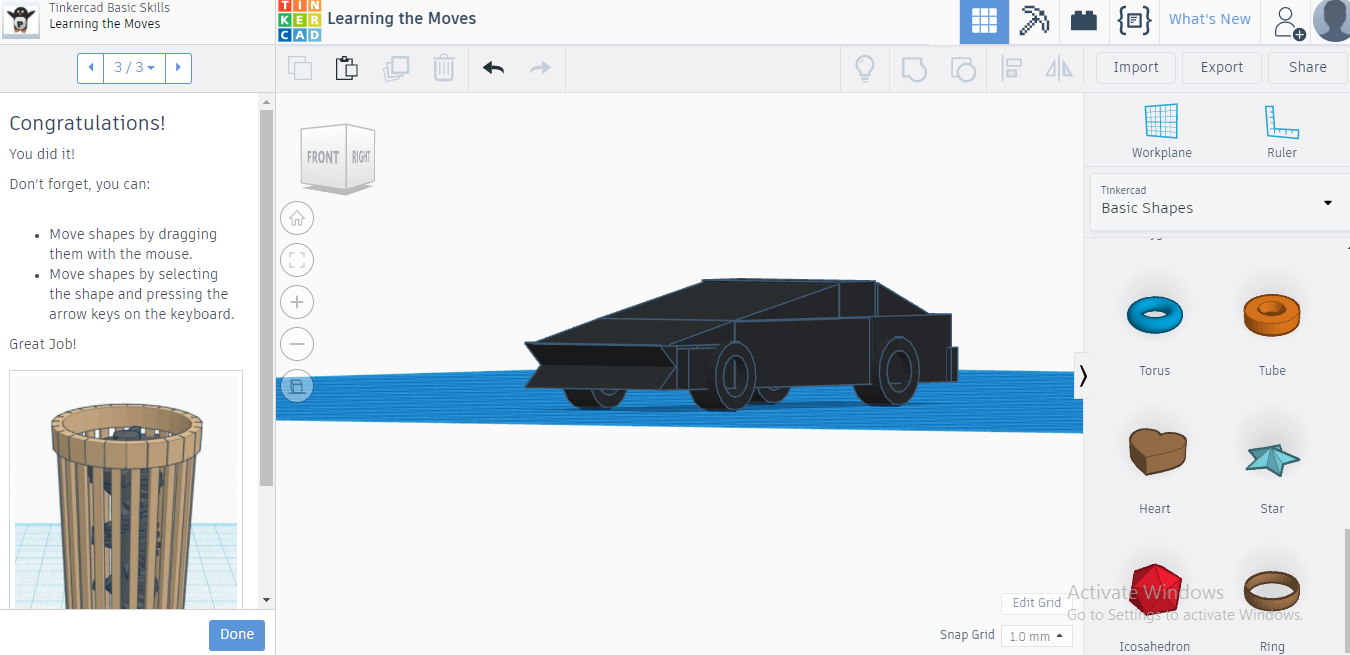 Tinkercad Basic Skills
Learning the Moves
TIN
KER
CAD
Learning the Moves
What's New
3 / 3
Import
Export
Share
Congratulations!
You did it!
Don't forget, you can:
• Move shapes by dragging
them with the mouse.
• Move shapes by selecting
the shape and pressing the
arrow keys on the keyboard.
Great Job!
Done
FRONT
RIGHT
Edit Grid
Snap Grid
1.0 mm
Workplane
Ruler
Tinkercad
Basic Shapes
Torus
Tube
Heart
Star
Icosahedron
Ring
Activate Windows
Go to Settings to activate Windows.